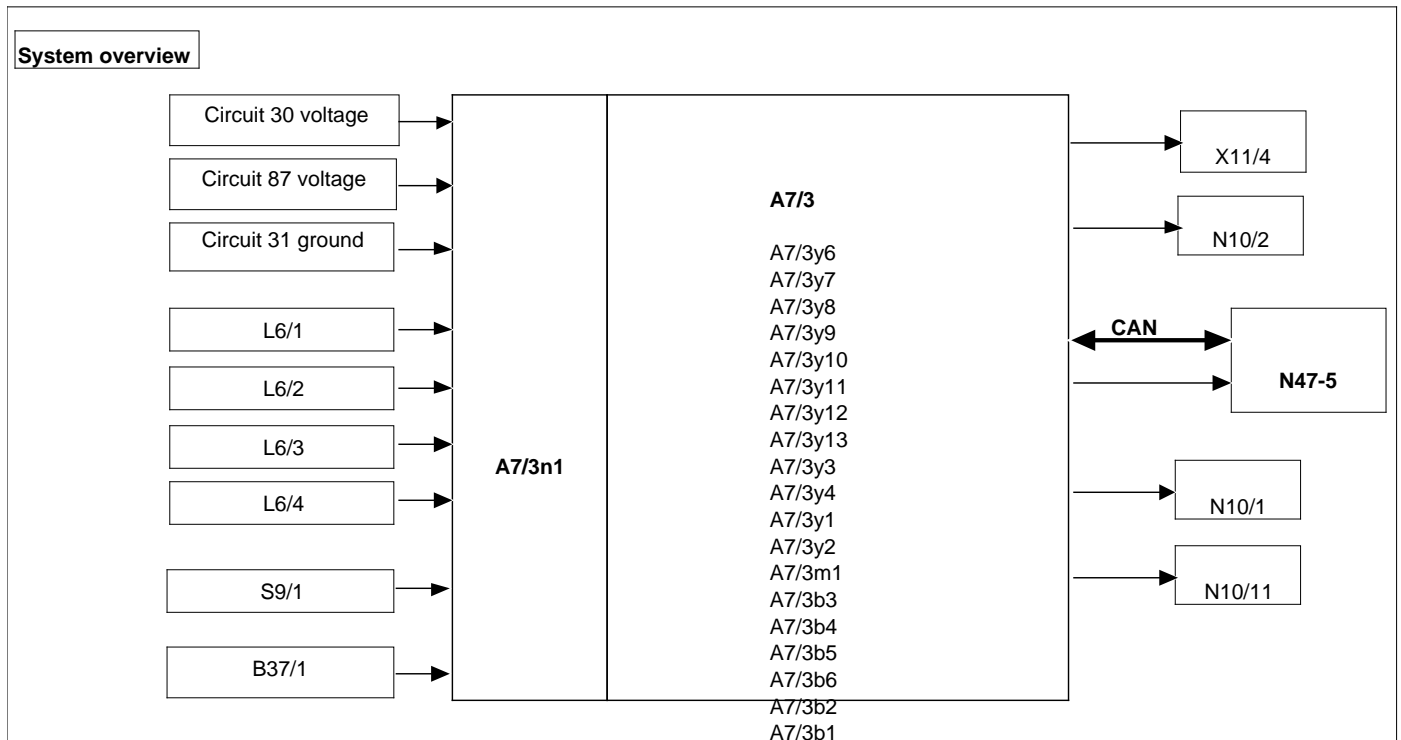 System overview
Circuit 30 voltage
Circuit 87 voltage
Circuit 31 ground
L6/1
L6/2
L6/3
L6/4
S9/1
B37/1
A7/3n1
A7/3
A7/3y6
A7/3y7
A7/3y8
A7/3y9
A7/3y10
A7/3y11
A7/3y12
A7/3y13
A7/3y3
A7/3y4
A7/3y1
A7/3y2
A7/3m1
A7/3b3
A7/3b4
A7/3b5
A7/3b6
A7/3b2
A7/3b1
X11/4
N10/2
CAN
N47-5
N10/1
N10/11